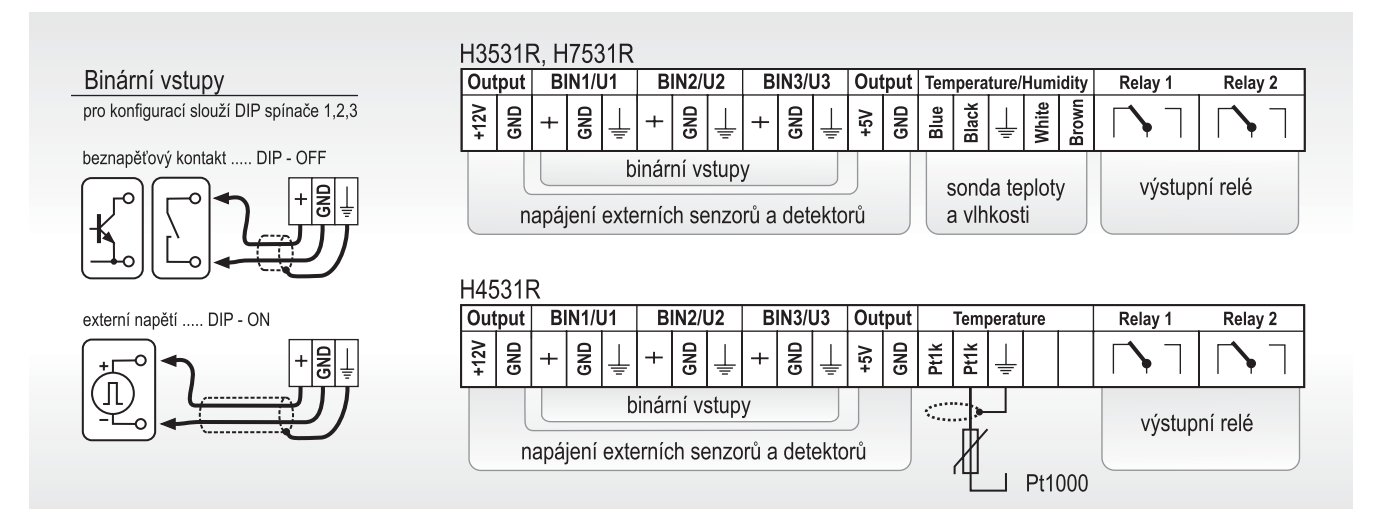 Binární vstupy
pro konfigurací slouží DIP spínače 1,2,3
beznapěťový kontakt ..... DIP - OFF
+ GND
externí napětí ..... DIP - ON
+ -
+ GND
H3531R, H7531R
Output BIN1/U1 BIN2/U2 BIN3/U3 Output Temperature/Humidity Relay 1 Relay 2
+12V GND + GND + GND + GND +5V GND Blue Black White Brown
binární vstupy
napájení externích senzorů a detektorů
sonda teploty
a vlhkosti
výstupní relé
H4531R
Output BIN1/U1 BIN2/U2 BIN3/U3 Output Temperature Relay 1 Relay 2
+12V GND + GND + GND + GND +5V GND Pt1k Pt1k
binární vstupy
napájení externích senzorů a detektorů
výstupní relé
Pt1000